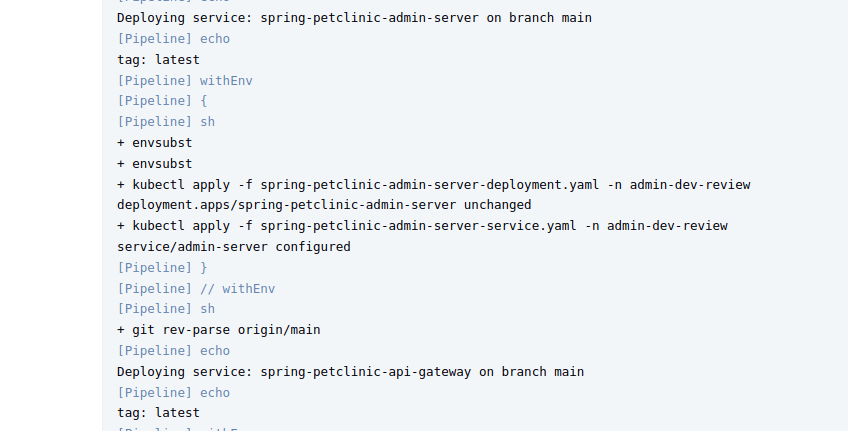 Deploying service: spring-petclinic-admin-server on branch main
[Pipeline] echo
tag: latest
[Pipeline] withEnv
[Pipeline] {
[Pipeline] sh
+ envsubst
+ envsubst
+ kubectl apply -f spring-petclinic-admin-server-deployment.yaml -n admin-dev-review
deployment.apps/spring-petclinic-admin-server unchanged
+ kubectl apply -f spring-petclinic-admin-server-service.yaml -n admin-dev-review
service/admin-server configured
[Pipeline] }
[Pipeline] // withEnv
[Pipeline] sh
+ git rev-parse origin/main
[Pipeline] echo
Deploying service: spring-petclinic-api-gateway on branch main
[Pipeline] echo
tag: latest